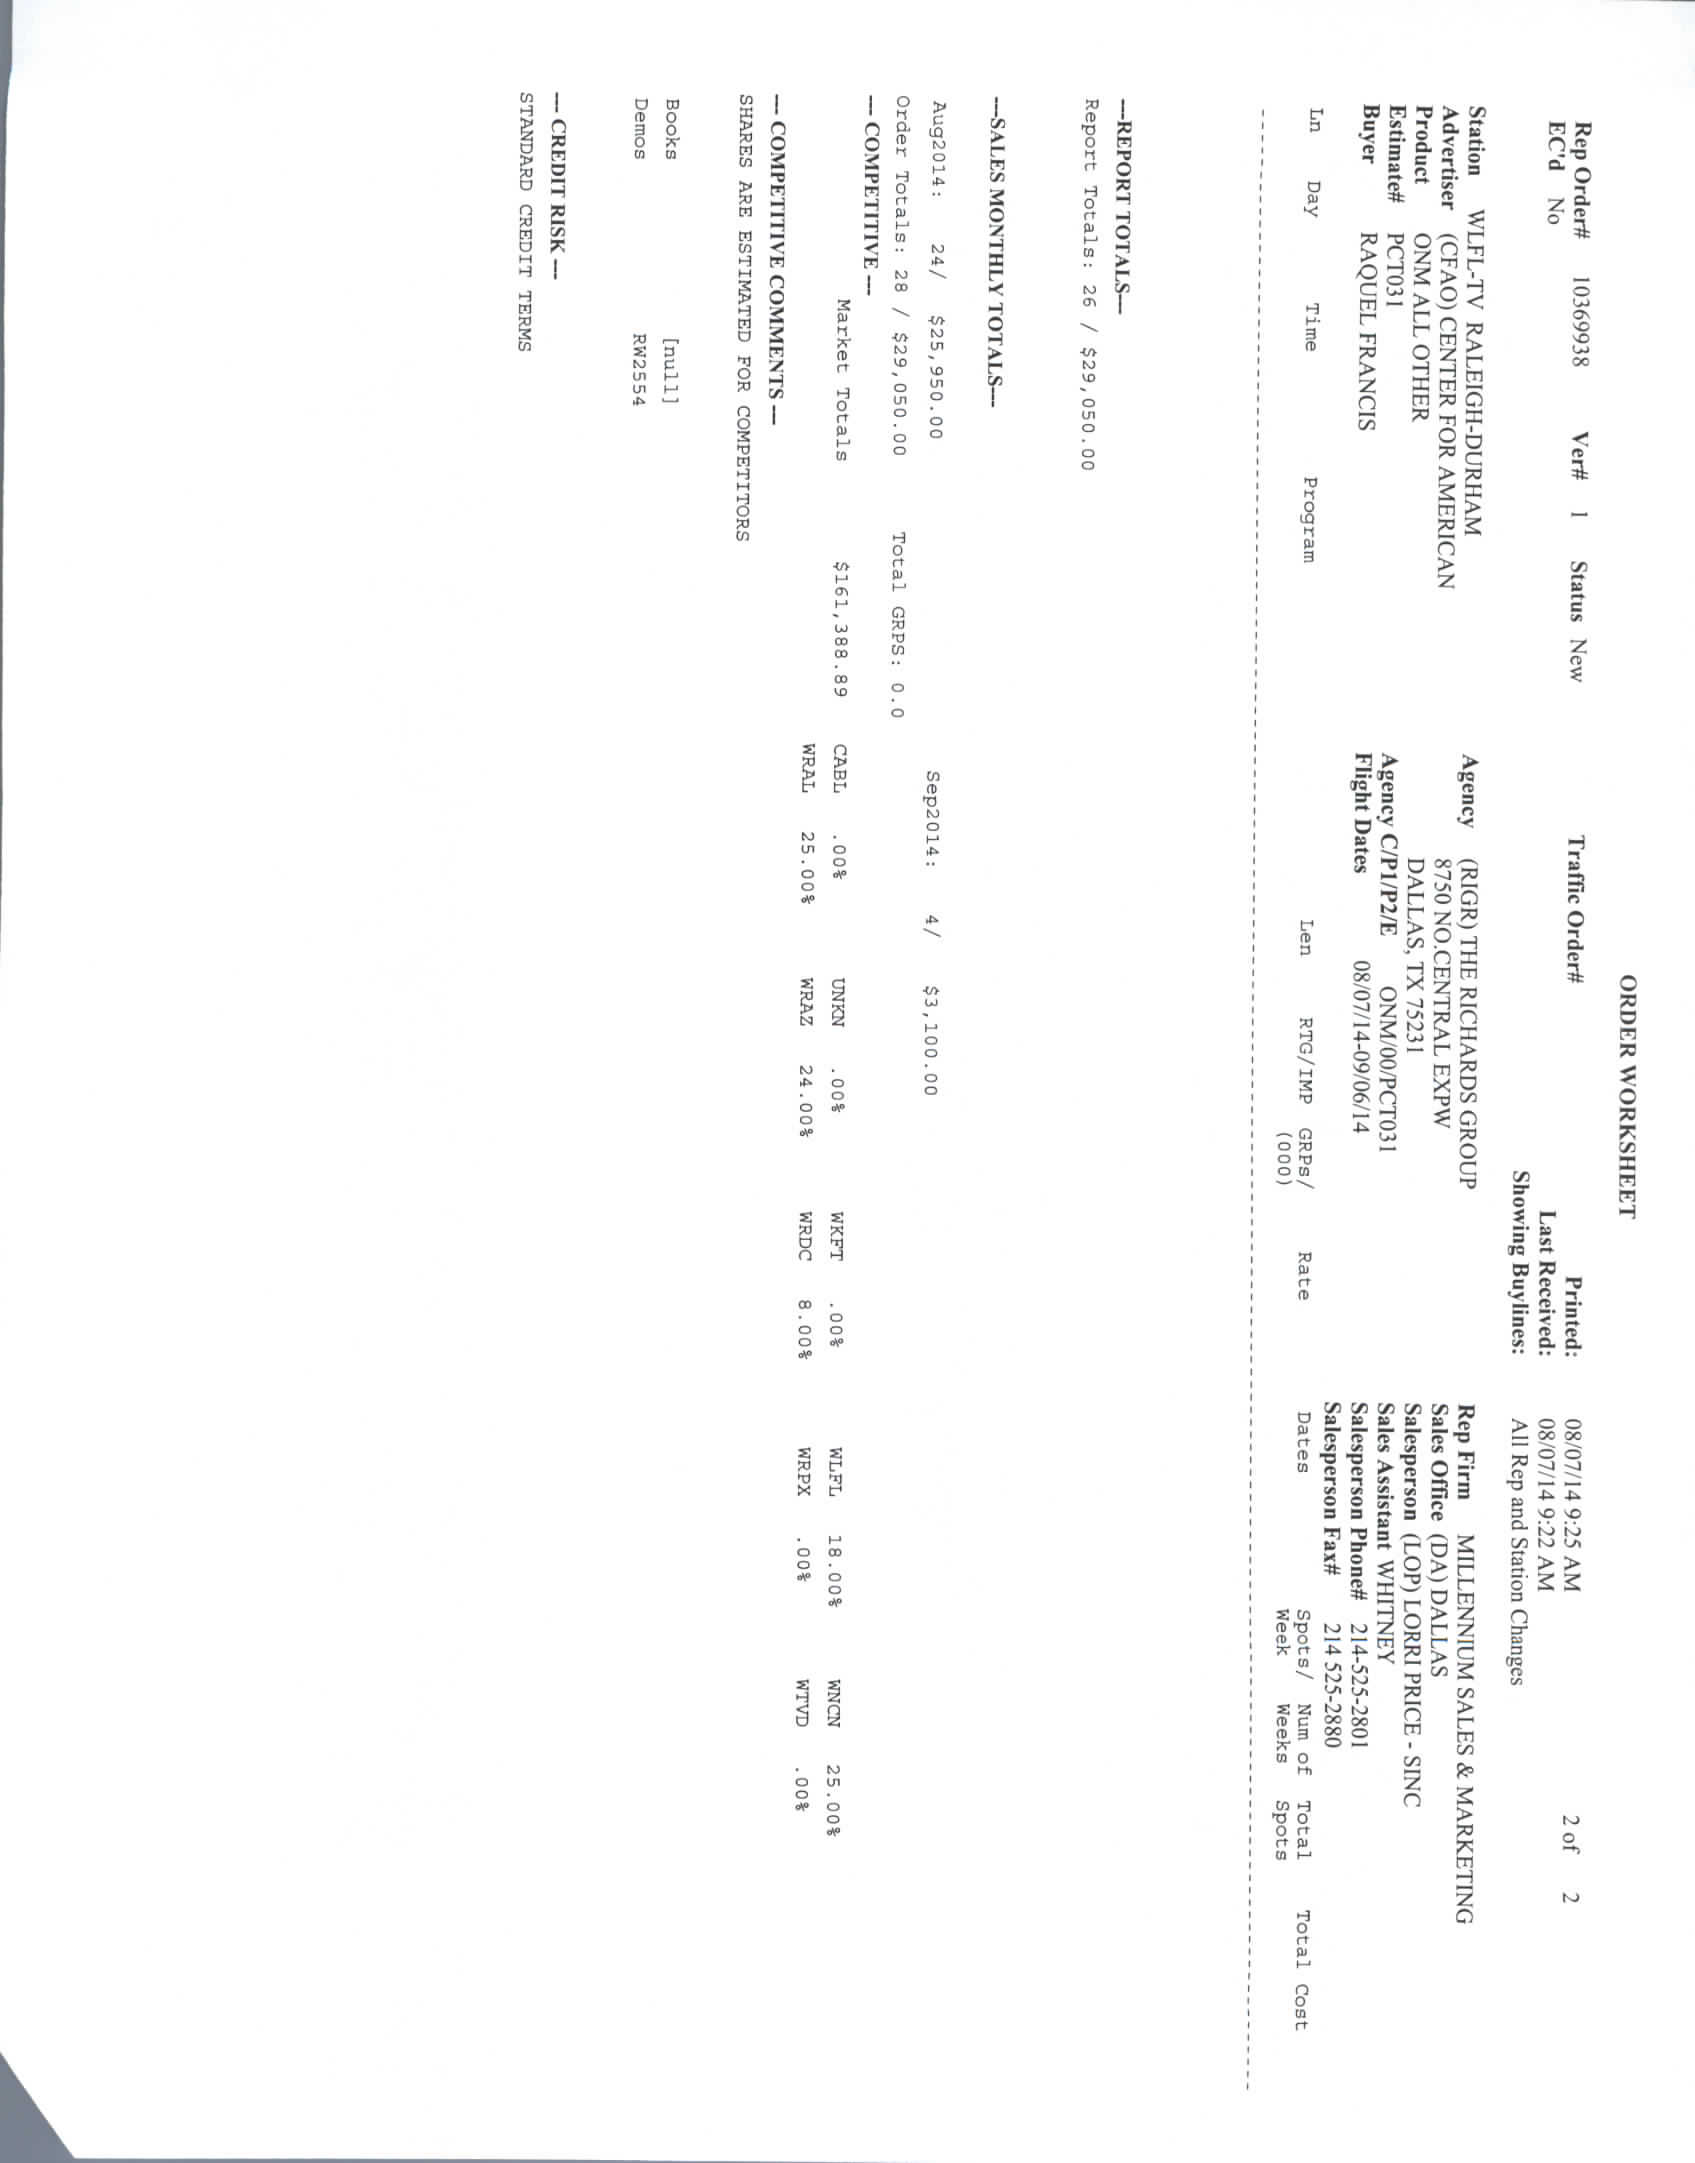 ORDER WORKSHEET
Rep Order# 10369938 Ver# 1 Status New Traffic Order# Printed: 08/07/14 9:25 AM 2 of 2
EC'd No Last Received: 08/07/14 9:22 AM
Showing Buylines: All Rep and Station Changes
Station WLFL-TV RALEIGH-DURHAM Agency (RIGR) THE RICHARDS GROUP Rep Firm MILLENNIUM SALES & MARKETING
Advertiser (CFAO) CENTER FOR AMERICAN 8750 NO.CENTRAL EXPW Sales Office (DA) DALLAS
Product ONM ALL OTHER DALLAS, TX 75231 Salesperson (LOP) LORRI PRICE - SINC
Estimate# PCT031 Agency C/P1/P2/E ONM/00/PCT031 Sales Assistant WHITNEY
Buyer RAQUEL FRANCIS Flight Dates 08/07/14-09/06/14 Salesperson Phone# 214-525-2801
Salesperson Fax# 214 525-2880
Ln Day Time Program Len RTG/IMP GRPs/ Rate Dates Spots/ Num of Total Total Cost
(000) Week Weeks Spots
---REPORT TOTALS---
Report Totals: 26 / $29,050.00
---SALES MONTHLY TOTALS---
Aug2014: 24/ $25,950.00 Sep2014: 4/ $3,100.00
Order Totals: 28 / $29,050.00 Total GRPS: 0.0
--- COMPETITIVE ---
Market Totals $161,388.89 CABL .00% UNKN .00% WKFT .00% WLFL 18.00% WNCN 25.00%
WRAL 25.00% WRAZ 24.00% WRDC 8.00% WRPX .00% WTVD .00%
--- COMPETITIVE COMMENTS ---
SHARES ARE ESTIMATED FOR COMPETITORS
Books [null]
Demos RW2554
--- CREDIT RISK ---
STANDARD CREDIT TERMS